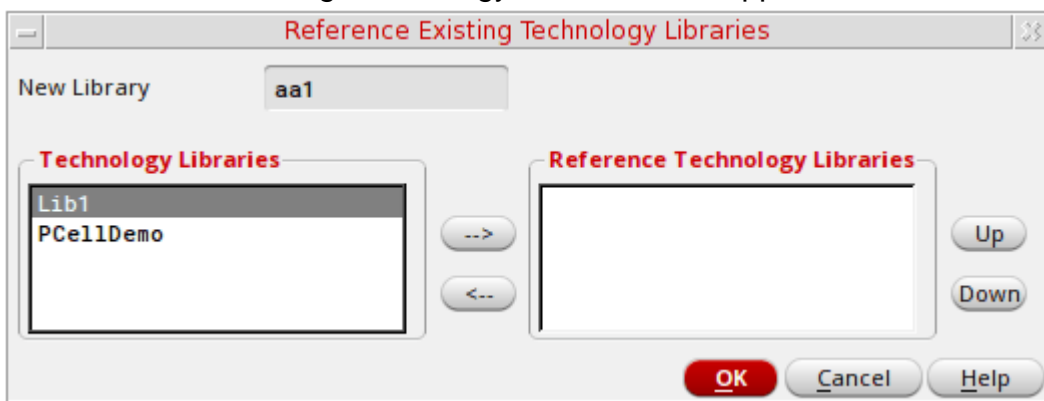 Reference Existing Technology Libraries
New Library aa1
Technology Libraries
Lib1
PCellDemo
-->
<--
Reference Technology Libraries
Up
Down
OK Cancel Help